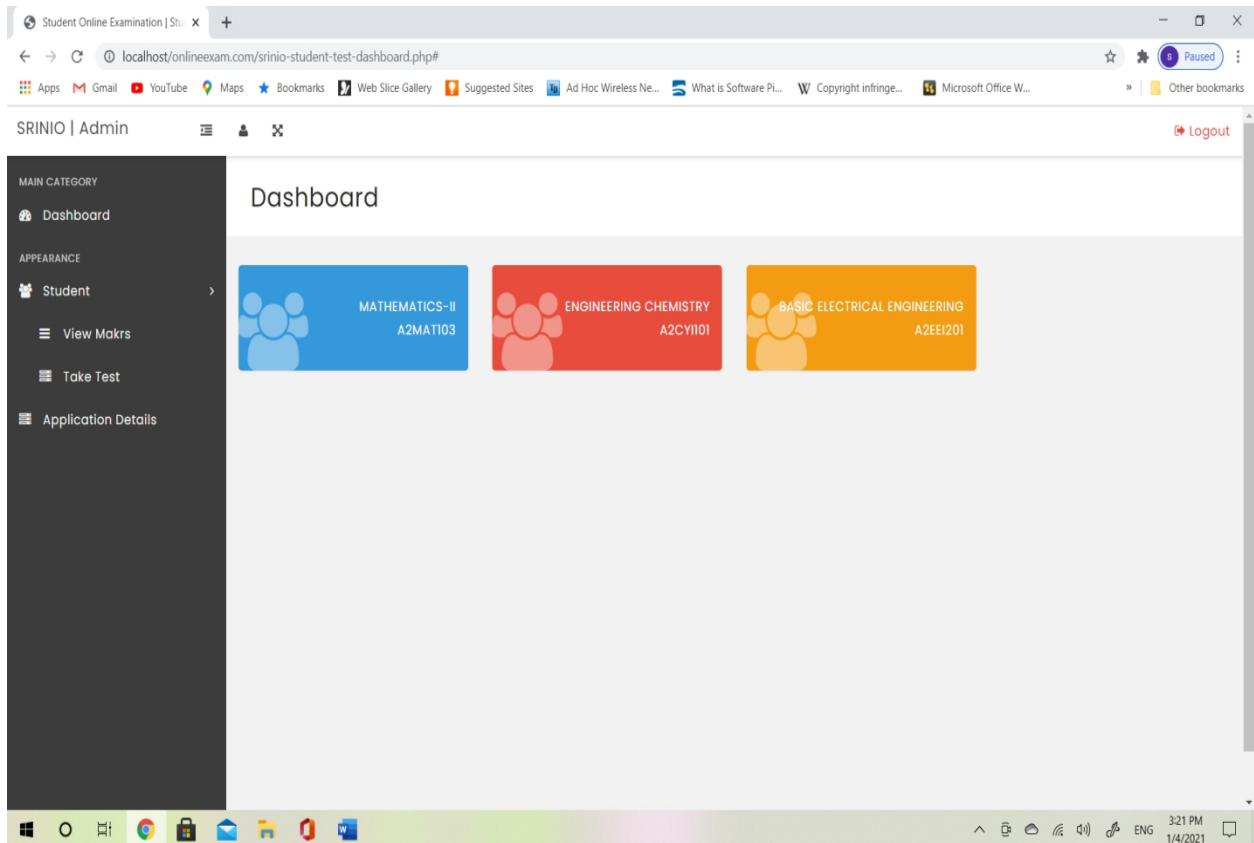 Student Online Examination | Stu
localhost/onlineexam.com/srinio-student-test-dashboard.php#
S Paused
Apps Gmail YouTube Maps Bookmarks Web Slice Gallery Suggested Sites Ad Hoc Wireless Ne... What is Software Pi... W Copyright infringe... Microsoft Office W... » Other bookmarks
SRINIO | Admin
Logout
MAIN CATEGORY
Dashboard
Dashboard
APPEARANCE
Student
View Makrs
Take Test
Application Details
MATHEMATICS-II
A2MAT103
ENGINEERING CHEMISTRY
A2CYI101
BASIC ELECTRICAL ENGINEERING
A2EEI201
ENG
3:21 PM
1/4/2021